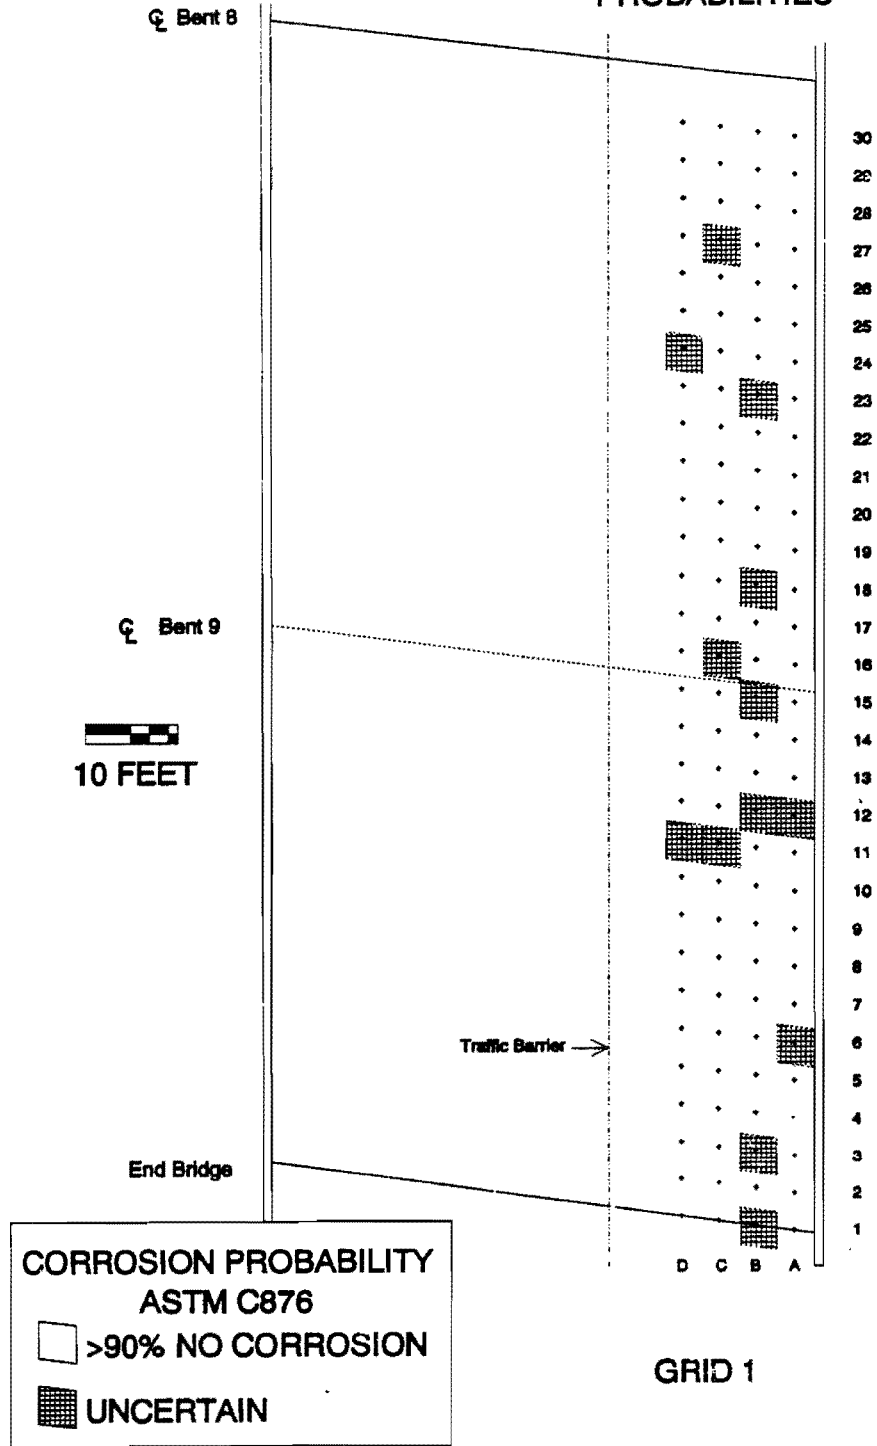 PROBABILITIES
℄ Bent 8
30
29
28
27
26
25
24
23
22
21
20
19
18
17
℄ Bent 9
16
15
14
10 FEET
13
12
11
10
9
8
7
Traffic Barrier
6
5
4
3
End Bridge
2
1
D C B A
CORROSION PROBABILITY
ASTM C876
>90% NO CORROSION
UNCERTAIN
GRID 1